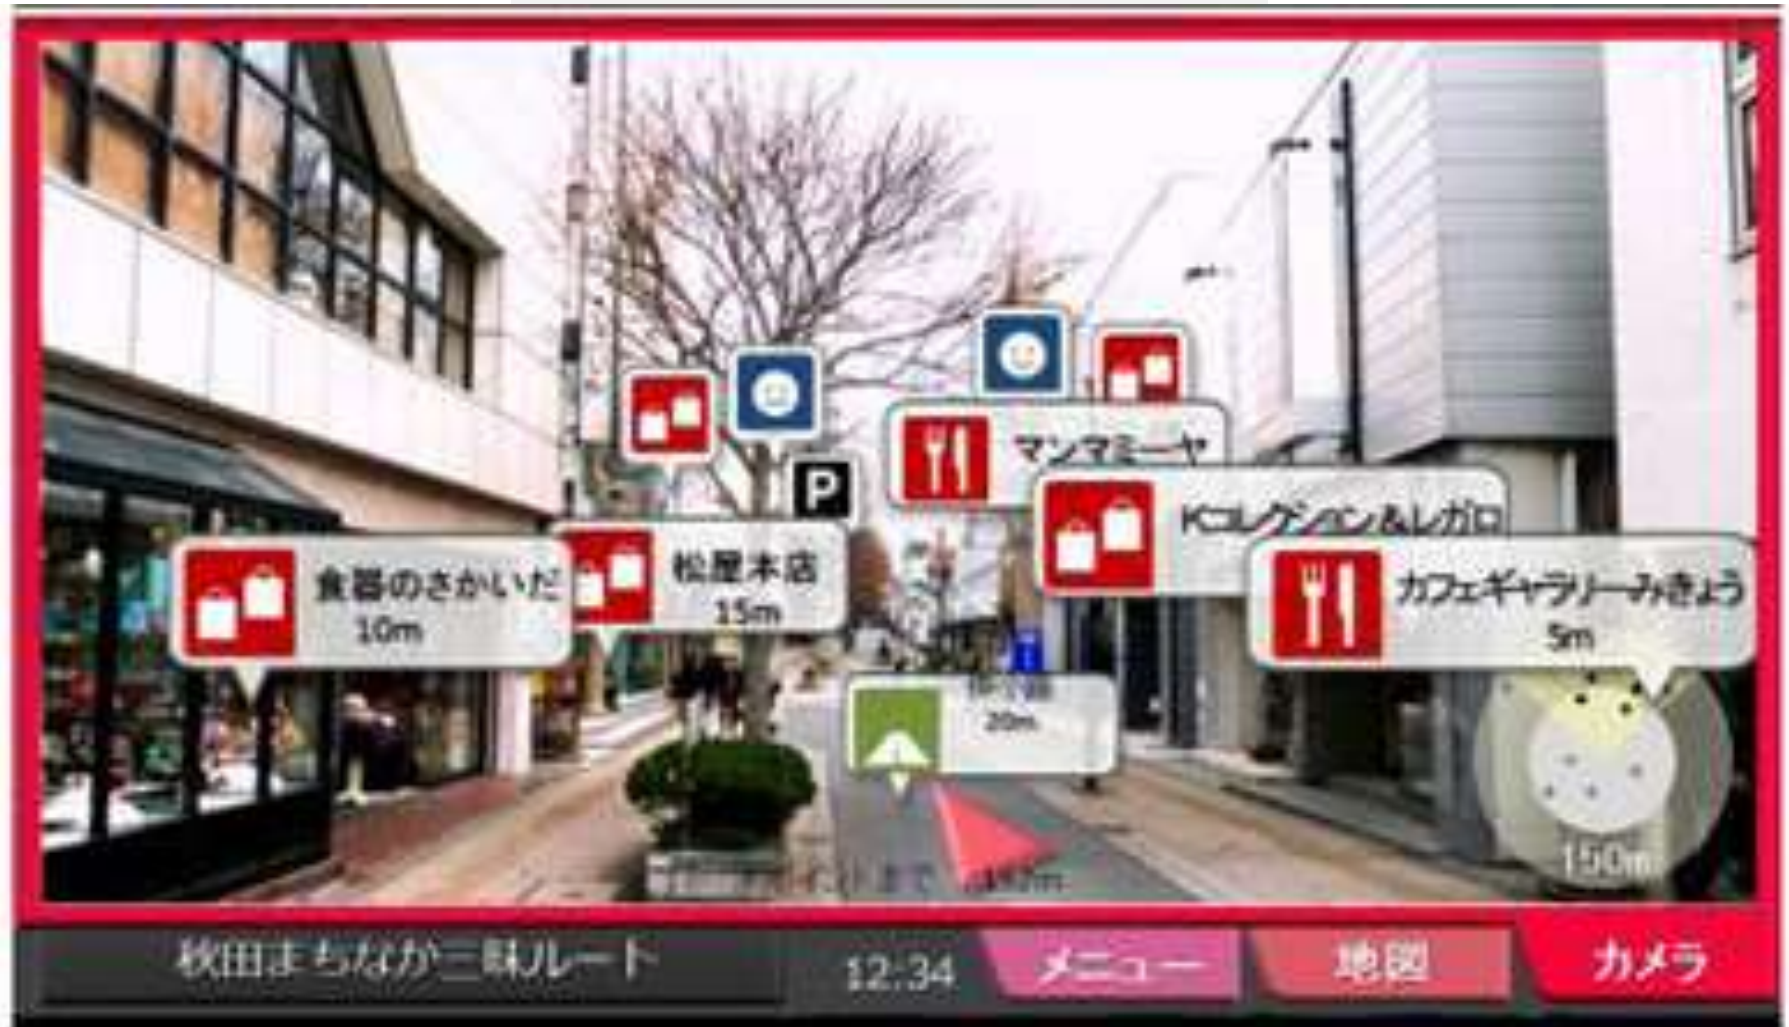 マンマミーヤ
P
Kコレクション&レガロ
食器のさかいだ
10m
松屋本店
15m
カフェギャラリーみきょう
5m
20m
150m
秋田まちなか三昧ルート
12:34
メニュー
地図
カメラ